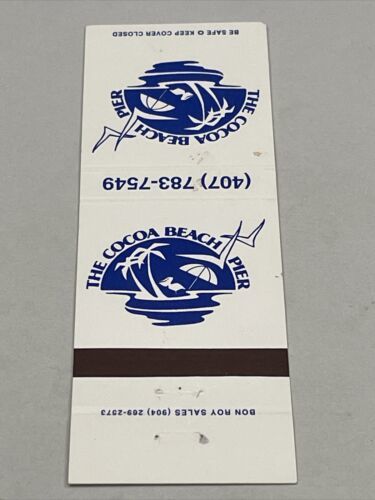 BE SAFE ✪ KEEP COVER CLOSED
THE COCOA BEACH PIER
(407) 783-7549
THE COCOA BEACH PIER
BON ROY SALES (904) 269-2573